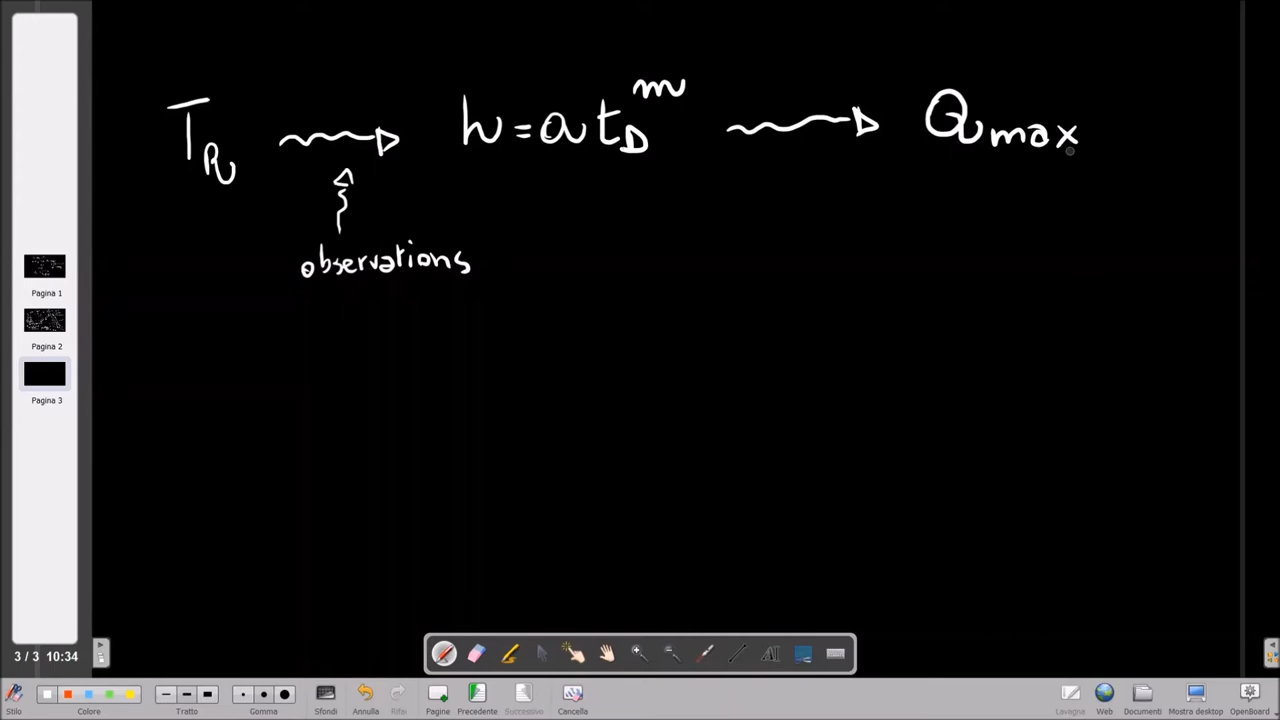 T_R → h = a t_D^m → Q_max
observations
Pagina 1
Pagina 2
Pagina 3
3 / 3 10:34
Stilo Colore Tratto Gomma Sfondi Annulla Rifai Pagine Precedente Successivo Cancella Lavagna Web Documenti Mostra desktop OpenBoard